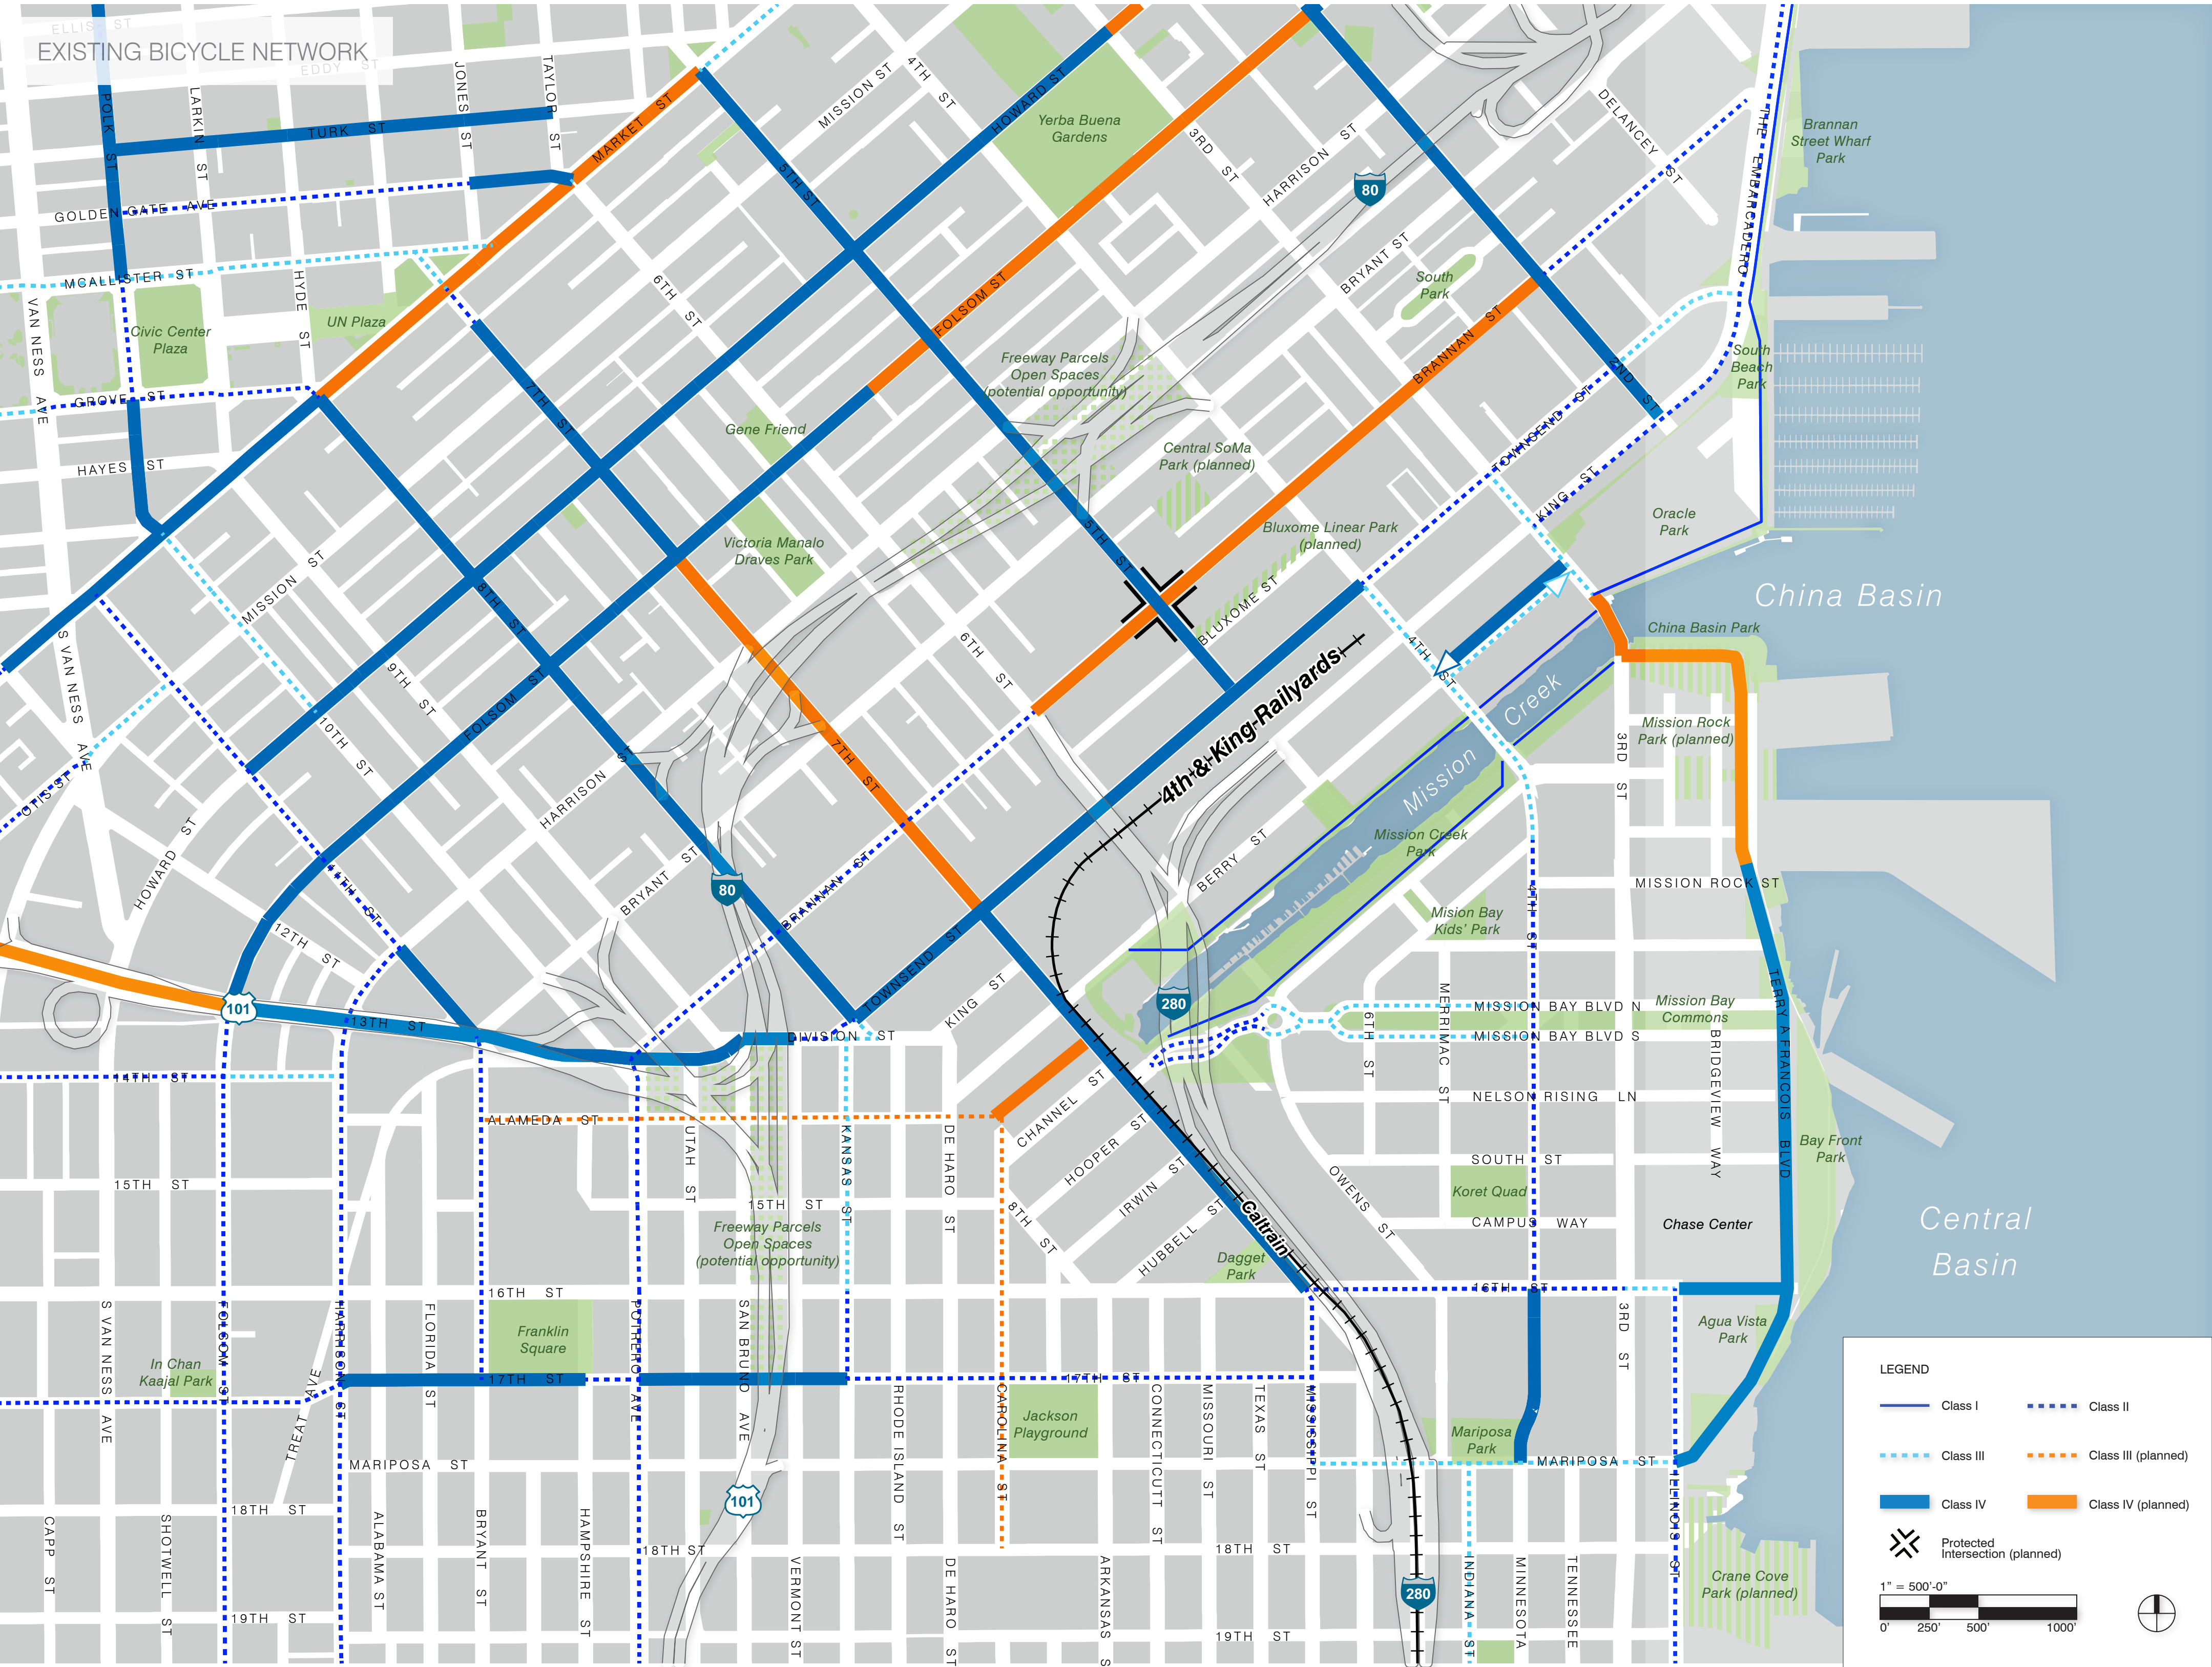 EXISTING BICYCLE NETWORK
ELLIS ST
EDDY ST
POLK ST
LARKIN ST
JONES ST
TAYLOR ST
TURK ST
MARKET ST
GOLDEN GATE AVE
MCALLISTER ST
VAN NESS AVE
HYDE ST
Civic Center
Plaza
UN Plaza
GROVE ST
HAYES ST
MISSION ST
4TH ST
HOWARD ST
Yerba Buena
Gardens
3RD ST
HARRISON ST
80
DELANCEY ST
THE EMBARCADERO
Brannan
Street Wharf
Park
5TH ST
6TH ST
FOLSOM ST
BRYANT ST
South
Park
BRANNAN ST
2ND ST
South
Beach
Park
7TH ST
Gene Friend
Freeway Parcels
Open Spaces
(potential opportunity)
Central SoMa
Park (planned)
TOWNSEND ST
KING ST
Oracle
Park
Victoria Manalo
Draves Park
5TH ST
Bluxome Linear Park
(planned)
BLUXOME ST
China Basin
China Basin Park
MISSION ST
8TH ST
S VAN NESS AVE
9TH ST
10TH ST
FOLSOM ST
6TH ST
4TH ST
4th & King Railyards
Mission Creek
3RD ST
Mission Rock
Park (planned)
OTIS ST
HOWARD ST
HARRISON ST
7TH ST
Mission Creek
Park
BERRY ST
BRYANT ST
80
BRANNAN ST
11TH ST
12TH ST
TOWNSEND ST
KING ST
Mision Bay
Kids' Park
4TH ST
MISSION ROCK ST
101
13TH ST
DIVISION ST
280
MISSION BAY BLVD N
MISSION BAY BLVD S
Mission Bay
Commons
6TH ST
MERRIMAC ST
BRIDGEVIEW WAY
TERRY A FRANCOIS BLVD
14TH ST
ALAMEDA ST
UTAH ST
KANSAS ST
DE HARO ST
CHANNEL ST
HOOPER ST
IRWIN ST
HUBBELL ST
8TH ST
Caltrain
OWENS ST
NELSON RISING LN
SOUTH ST
Koret Quad
CAMPUS WAY
Chase Center
Bay Front
Park
Central
Basin
15TH ST
15TH ST
Freeway Parcels
Open Spaces
(potential opportunity)
Dagget
Park
16TH ST
16TH ST
S VAN NESS AVE
FOLSOM ST
HARRISON ST
FLORIDA ST
Franklin
Square
POTRERO AVE
SAN BRUNO AVE
3RD ST
Agua Vista
Park
In Chan
Kaajal Park
TREAT AVE
17TH ST
17TH ST
RHODE ISLAND ST
CAROLINA ST
Jackson
Playground
CONNECTICUTT ST
MISSOURI ST
TEXAS ST
MISSISSIPPI ST
Mariposa
Park
MARIPOSA ST
MARIPOSA ST
ILLINOIS ST
101
CAPP ST
SHOTWELL ST
18TH ST
ALABAMA ST
BRYANT ST
HAMPSHIRE ST
18TH ST
VERMONT ST
DE HARO ST
ARKANSAS S
18TH ST
280
INDIANA ST
MINNESOTA
TENNESSEE
Crane Cove
Park (planned)
19TH ST
19TH ST
LEGEND
Class I
Class II
Class III
Class III (planned)
Class IV
Class IV (planned)
Protected
Intersection (planned)
1" = 500'-0"
0' 250' 500' 1000'